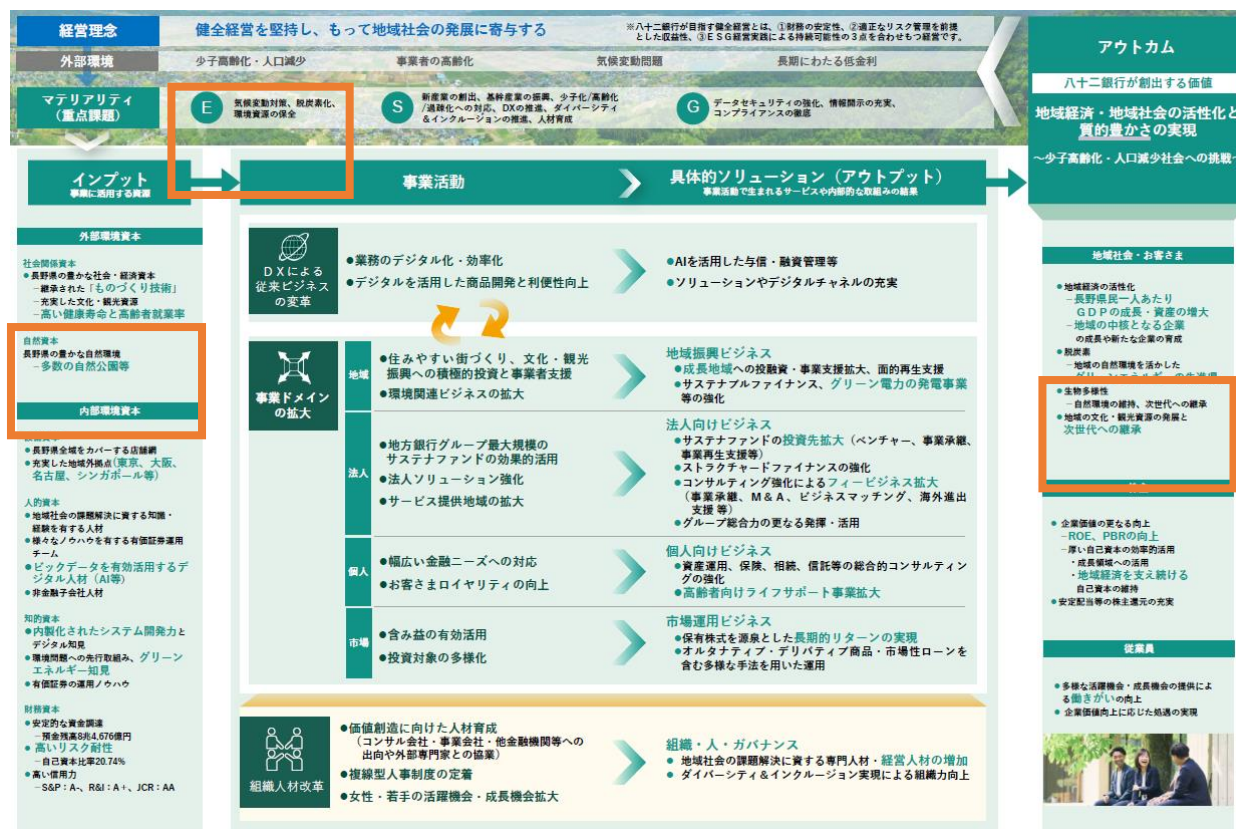 経営理念
健全経営を堅持し、もって地域社会の発展に寄与する
※八十二銀行が目指す健全経営とは、①財務の安定性、②適正なリスク管理を前提
とした収益性、③ＥＳＧ経営実践による持続可能性の３点を合わせもつ経営です。
外部環境
少子高齢化・人口減少
事業者の高齢化
気候変動問題
長期にわたる低金利
マテリアリティ
（重点課題）
E
気候変動対策、脱炭素化、
環境資源の保全
S
新産業の創出、基幹産業の振興、少子化/高齢化
/過疎化への対応、DXの推進、ダイバーシティ
＆インクルージョンの推進、人材育成
G
データセキュリティの強化、情報開示の充実、
コンプライアンスの徹底
アウトカム
八十二銀行が創出する価値
地域経済・地域社会の活性化と
質的豊かさの実現
～少子高齢化・人口減少社会への挑戦～
インプット
事業に活用する資源
事業活動
具体的ソリューション（アウトプット）
事業活動で生まれるサービスや内部的な取組みの結果
外部環境資本
社会関係資本
●長野県の豊かな社会・経済資本
－継承された「ものづくり技術」
－充実した文化・観光資源
－高い健康寿命と高齢者就業率
自然資本
長野県の豊かな自然環境
－多数の自然公園等
内部環境資本
●長野県全域をカバーする店舗網
●充実した地域外拠点(東京、大阪、
名古屋、シンガポール等)
人的資本
●地域社会の課題解決に資する知識・
経験を有する人材
●様々なノウハウを有する有価証券運用
チーム
●ビックデータを有効活用するデ
ジタル人材（AI等）
●非金融子会社人材
知的資本
●内製化されたシステム開発力と
デジタル知見
●環境問題への先行取組み、グリーン
エネルギー知見
●有価証券の運用ノウハウ
財務資本
●安定的な資金調達
－預金残高8兆4,676億円
●高いリスク耐性
－自己資本比率20.74%
●高い信用力
－S&P：A-、R&I：A＋、JCR：AA
ＤＸによる
従来ビジネス
の変革
●業務のデジタル化・効率化
●デジタルを活用した商品開発と利便性向上
●AIを活用した与信・融資管理等
●ソリューションやデジタルチャネルの充実
事業ドメイン
の拡大
地域
●住みやすい街づくり、文化・観光
振興への積極的投資と事業者支援
●環境関連ビジネスの拡大
地域振興ビジネス
●成長地域への投融資・事業支援拡大、面的再生支援
●サステナブルファイナンス、グリーン電力の発電事業
等の強化
法人
●地方銀行グループ最大規模の
サステナファンドの効果的活用
●法人ソリューション強化
●サービス提供地域の拡大
法人向けビジネス
●サステナファンドの投資先拡大（ベンチャー、事業承継、
事業再生支援等）
●ストラクチャードファイナンスの強化
●コンサルティング強化によるフィービジネス拡大
（事業承継、Ｍ＆Ａ、ビジネスマッチング、海外進出
支援 等）
●グループ総合力の更なる発揮・活用
個人
●幅広い金融ニーズへの対応
●お客さまロイヤリティの向上
個人向けビジネス
●資産運用、保険、相続、信託等の総合的コンサルティン
グの強化
●高齢者向けライフサポート事業拡大
市場
●含み益の有効活用
●投資対象の多様化
市場運用ビジネス
●保有株式を源泉とした長期的リターンの実現
●オルタナティブ・デリバティブ商品・市場性ローンを
含む多様な手法を用いた運用
組織人材改革
●価値創造に向けた人材育成
（コンサル会社・事業会社・他金融機関等への
出向や外部専門家との協業）
●複線型人事制度の定着
●女性・若手の活躍機会・成長機会拡大
組織・人・ガバナンス
● 地域社会の課題解決に資する専門人材・経営人材の増加
● ダイバーシティ＆インクルージョン実現による組織力向上
地域社会・お客さま
●地域経済の活性化
－長野県民一人あたり
ＧＤＰの成長・資産の増大
－地域の中核となる企業
の成長や新たな企業の育成
●脱炭素
－地域の自然環境を活かした
●生物多様性
－自然環境の維持、次世代への継承
●地域の文化・観光資源の発展と
次世代への継承
● 企業価値の更なる向上
－ROE、PBRの向上
－厚い自己資本の効率的活用
・成長領域への活用
・地域経済を支え続ける
自己資本の維持
●安定配当等の株主還元の充実
従業員
●多様な活躍機会・成長機会の提供によ
る働きがいの向上
● 企業価値向上に応じた処遇の実現